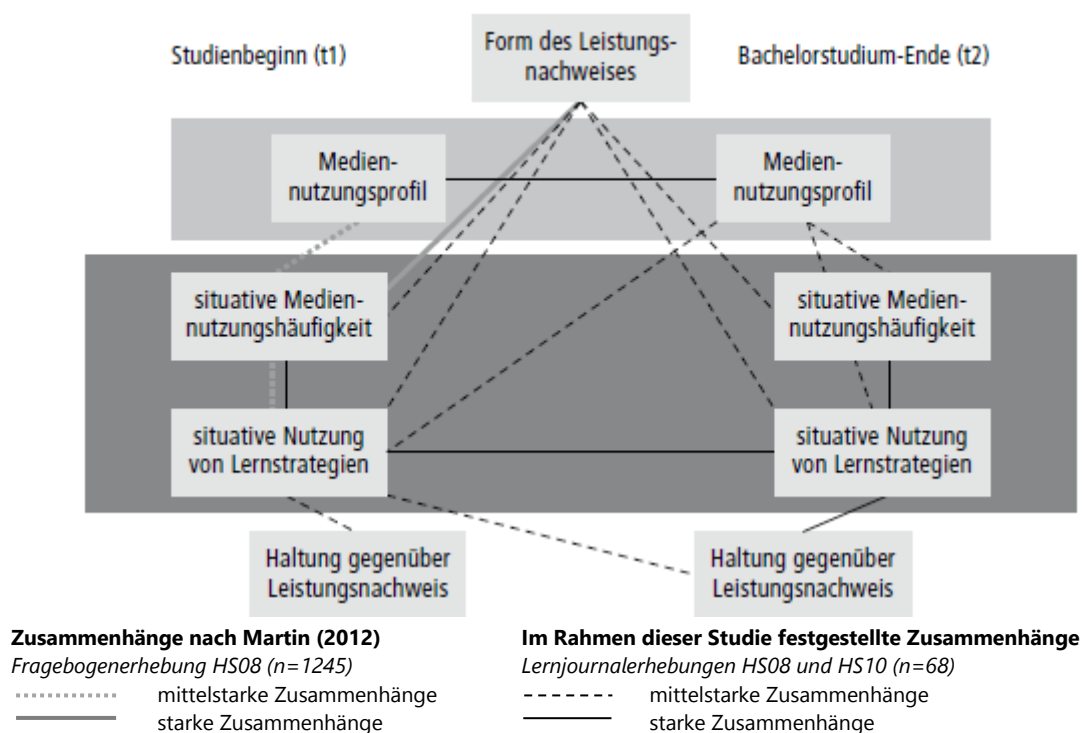 Studienbeginn (t1)
Form des Leistungs-
nachweises
Bachelorstudium-Ende (t2)
Medien-
nutzungsprofil
Medien-
nutzungsprofil
situative Medien-
nutzungshäufigkeit
situative Medien-
nutzungshäufigkeit
situative Nutzung
von Lernstrategien
situative Nutzung
von Lernstrategien
Haltung gegenüber
Leistungsnachweis
Haltung gegenüber
Leistungsnachweis
Zusammenhänge nach Martin (2012)
Fragebogenerhebung HS08 (n=1245)
mittelstarke Zusammenhänge
starke Zusammenhänge
Im Rahmen dieser Studie festgestellte Zusammenhänge
Lernjournalerhebungen HS08 und HS10 (n=68)
mittelstarke Zusammenhänge
starke Zusammenhänge